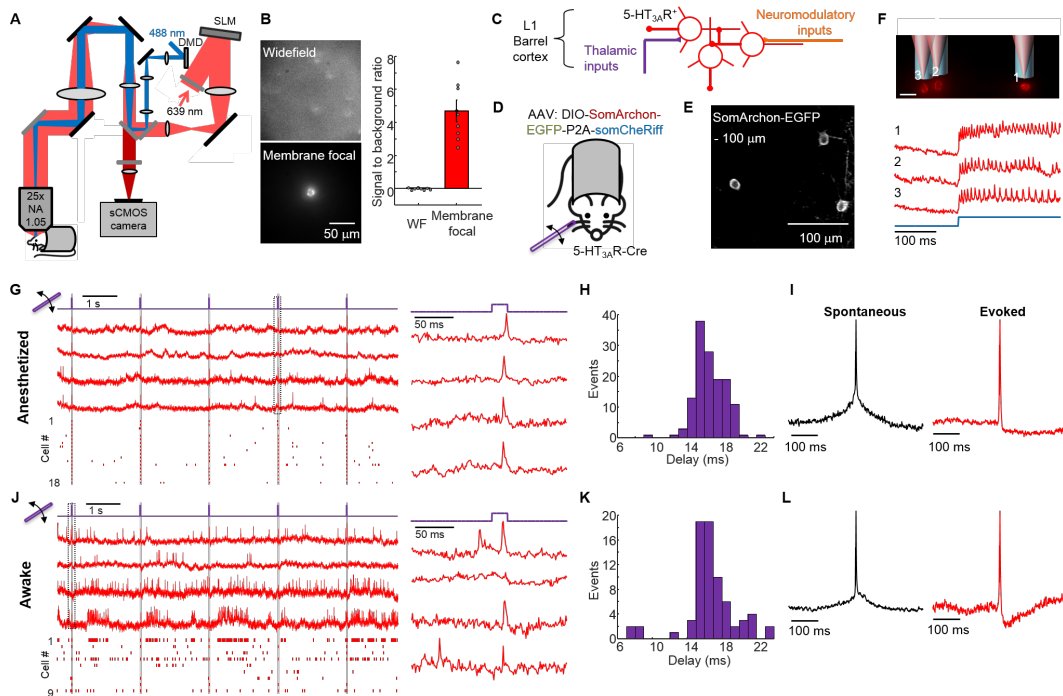 A
SLM
488 nm
DMD
639 nm
25x
NA
1.05
sCMOS
camera
B
Widefield
Membrane focal
50 µm
Signal to background ratio
8
6
4
2
0
WF
Membrane
focal
C
L1
Barrel
cortex
5-HT3AR+
Thalamic
inputs
Neuromodulatory
inputs
D
AAV: DIO-SomArchon-
EGFP-P2A-somCheRiff
5-HT3AR-Cre
E
SomArchon-EGFP
- 100 µm
100 µm
F
3
2
1
1
2
3
100 ms
G
1 s
Anesthetized
1
Cell #
18
50 ms
H
40
30
20
10
0
Events
6
10
14
18
22
Delay (ms)
I
Spontaneous
Evoked
100 ms
100 ms
J
1 s
Awake
1
Cell #
9
50 ms
K
20
16
12
8
4
0
Events
6
10
14
18
22
Delay (ms)
L
100 ms
100 ms